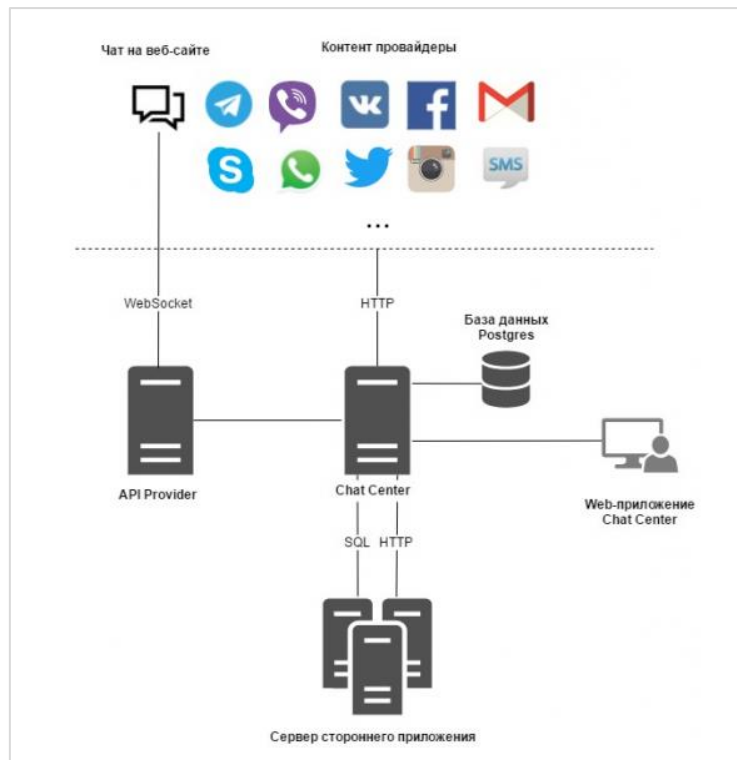 Чат на веб-сайте
Контент провайдеры
SMS
...
WebSocket
HTTP
База данных
Postgres
API Provider
Chat Center
Web-приложение
Chat Center
SQL
HTTP
Сервер стороннего приложения